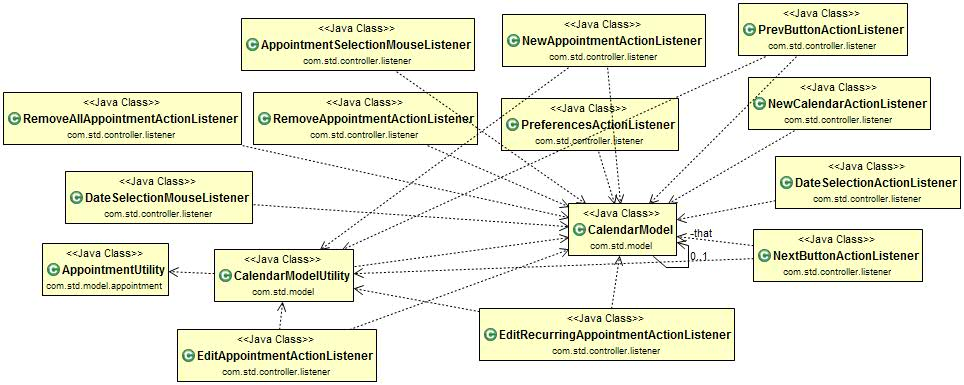 <<Java Class>>
AppointmentSelectionMouseListener
com.std.controller.listener
<<Java Class>>
NewAppointmentActionListener
com.std.controller.listener
<<Java Class>>
PrevButtonActionListener
com.std.controller.listener
<<Java Class>>
RemoveAllAppointmentActionListener
com.std.controller.listener
<<Java Class>>
RemoveAppointmentActionListener
com.std.controller.listener
<<Java Class>>
PreferencesActionListener
com.std.controller.listener
<<Java Class>>
NewCalendarActionListener
com.std.controller.listener
<<Java Class>>
DateSelectionMouseListener
com.std.controller.listener
<<Java Class>>
DateSelectionActionListener
com.std.controller.listener
<<Java Class>>
CalendarModel
com.std.model
-that
0..1
<<Java Class>>
AppointmentUtility
com.std.model.appointment
<<Java Class>>
CalendarModelUtility
com.std.model
<<Java Class>>
NextButtonActionListener
com.std.controller.listener
<<Java Class>>
EditAppointmentActionListener
com.std.controller.listener
<<Java Class>>
EditRecurringAppointmentActionListener
com.std.controller.listener